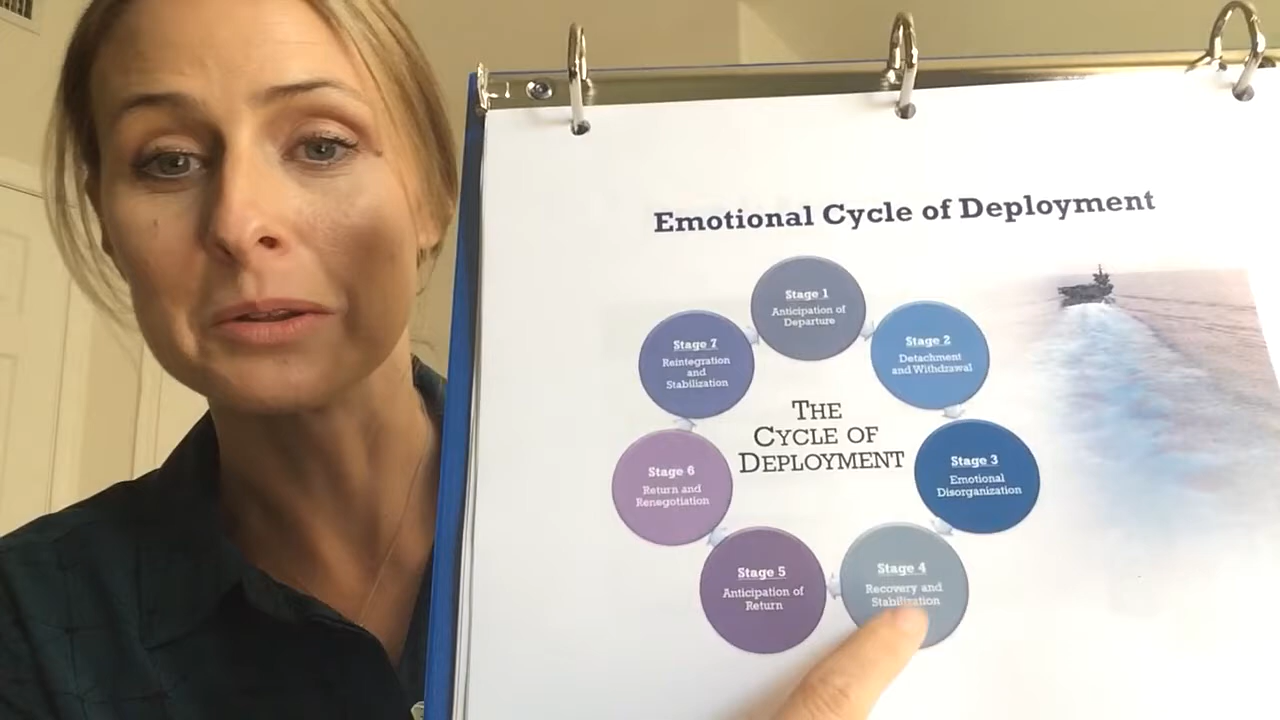 Emotional Cycle of Deployment
Stage 1
Anticipation of
Departure
Stage 2
Detachment
and Withdrawal
Stage 3
Emotional
Disorganization
Stage 4
Recovery and
Stabilization
Stage 5
Anticipation of
Return
Stage 6
Return and
Renegotiation
Stage 7
Reintegration
and
Stabilization
THE
CYCLE OF
DEPLOYMENT